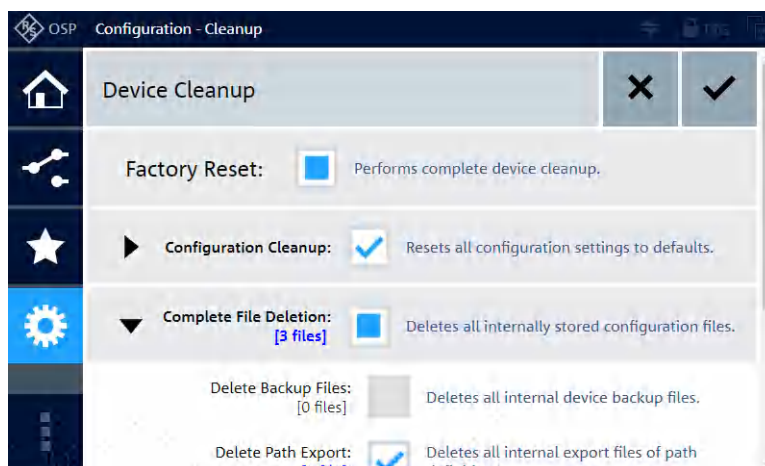 OSP Configuration - Cleanup
Device Cleanup
Factory Reset: Performs complete device cleanup.
Configuration Cleanup: Resets all configuration settings to defaults.
Complete File Deletion:
[3 files]
Deletes all internally stored configuration files.
Delete Backup Files:
[0 files]
Deletes all internal device backup files.
Delete Path Export:
Deletes all internal export files of path